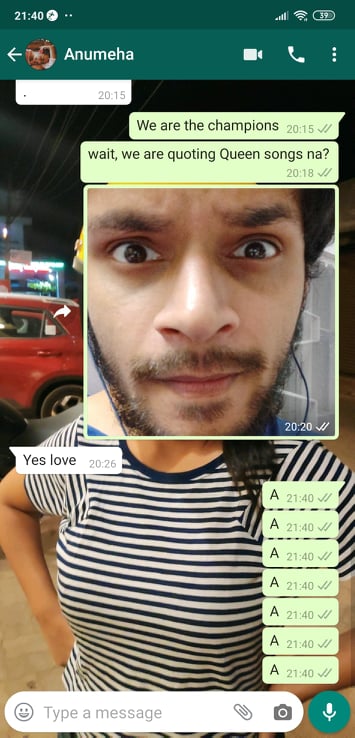 21:40
39
Anumeha
.
20:15
We are the champions 20:15
wait, we are quoting Queen songs na?
20:18
20:20
Yes love 20:26
A 21:40
A 21:40
A 21:40
A 21:40
A 21:40
A 21:40
A 21:40
Type a message